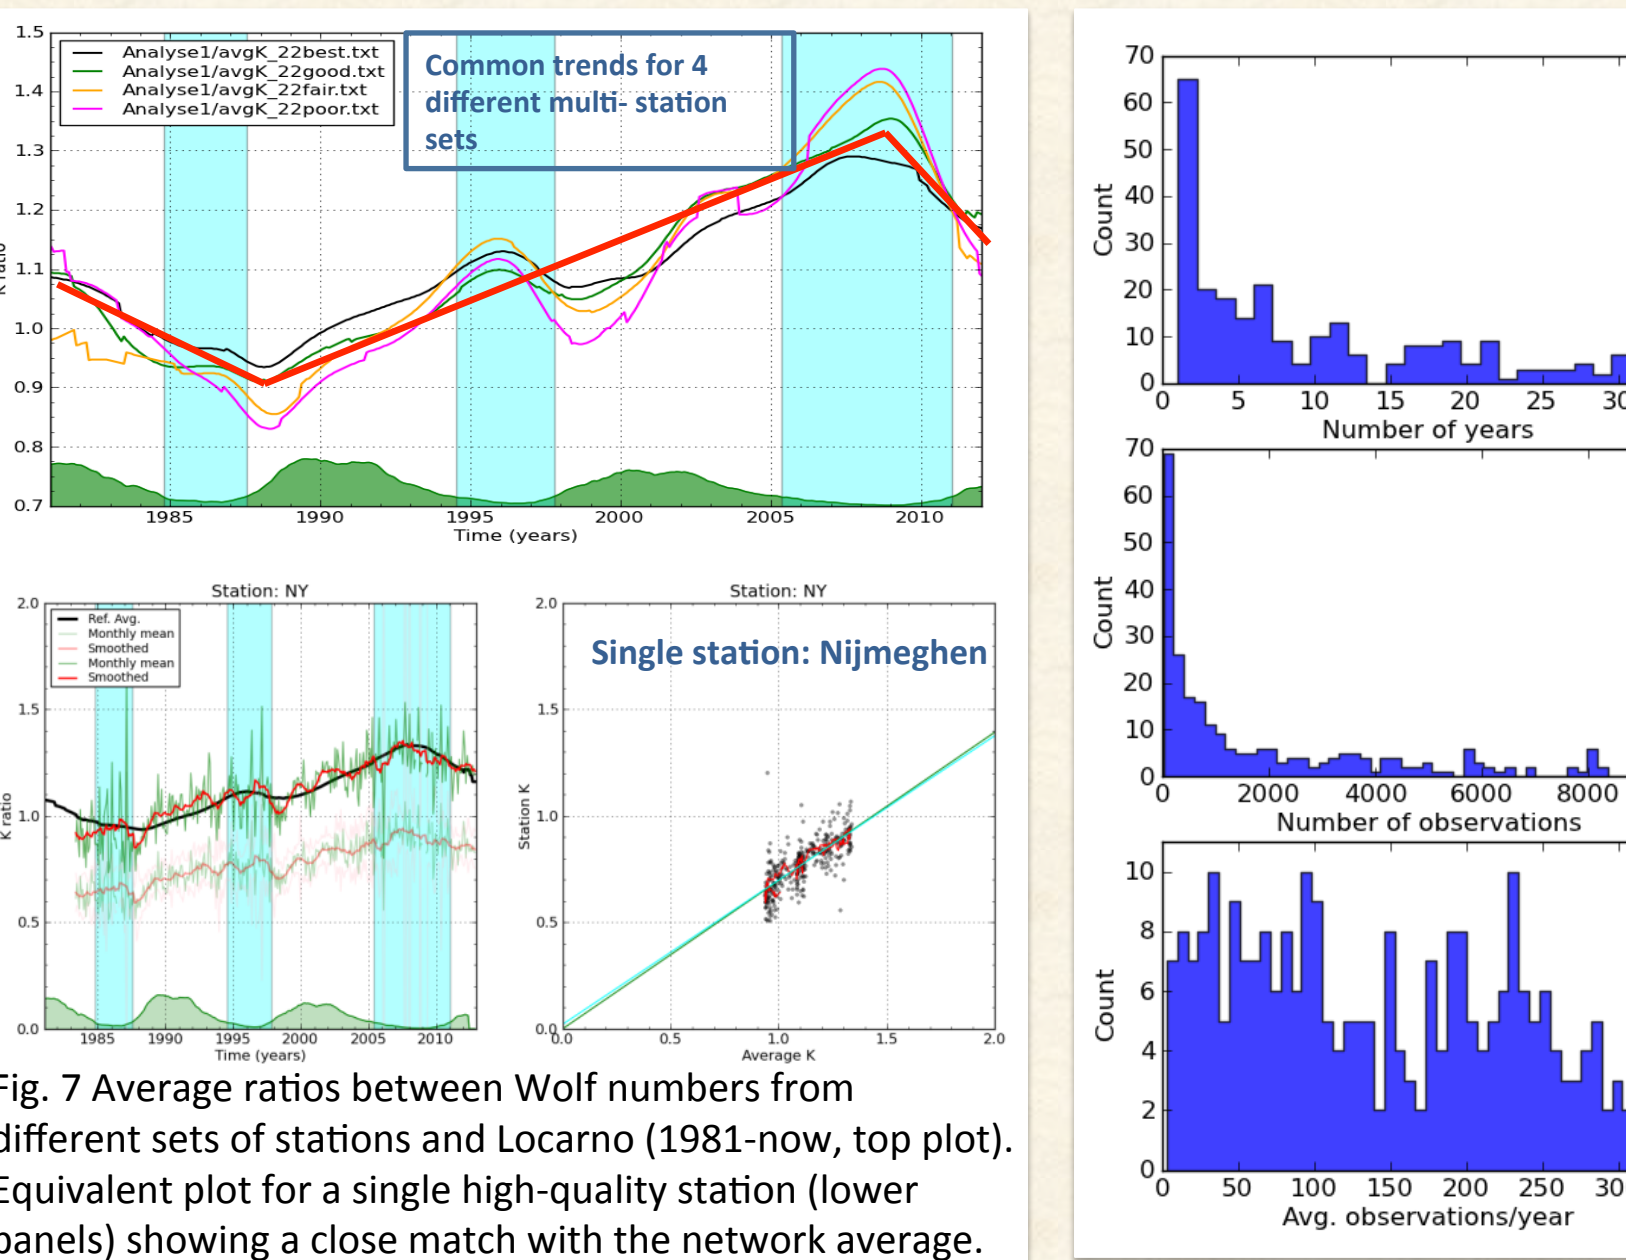 1.5
1.4
1.3
1.2
1.1
1.0
0.9
0.8
0.7
K ratio
Analyse1/avgK_22best.txt
Analyse1/avgK_22good.txt
Analyse1/avgK_22fair.txt
Analyse1/avgK_22poor.txt
Common trends for 4
different multi- station
sets
1985 1990 1995 2000 2005 2010
Time (years)
Station: NY
2.0
1.5
1.0
0.5
0.0
K ratio
Ref. Avg.
Monthly mean
Smoothed
Monthly mean
Smoothed
1985 1990 1995 2000 2005 2010
Time (years)
Station: NY
Single station: Nijmeghen
2.0
1.5
1.0
0.5
0.0
Station K
0.0 0.5 1.0 1.5 2.0
Average K
Fig. 7 Average ratios between Wolf numbers from
different sets of stations and Locarno (1981-now, top plot).
Equivalent plot for a single high-quality station (lower
panels) showing a close match with the network average.
70
60
50
40
30
20
10
0
Count
0 5 10 15 20 25 30
Number of years
70
60
50
40
30
20
10
0
Count
0 2000 4000 6000 8000
Number of observations
10
8
6
4
2
0
Count
0 50 100 150 200 250 30
Avg. observations/year